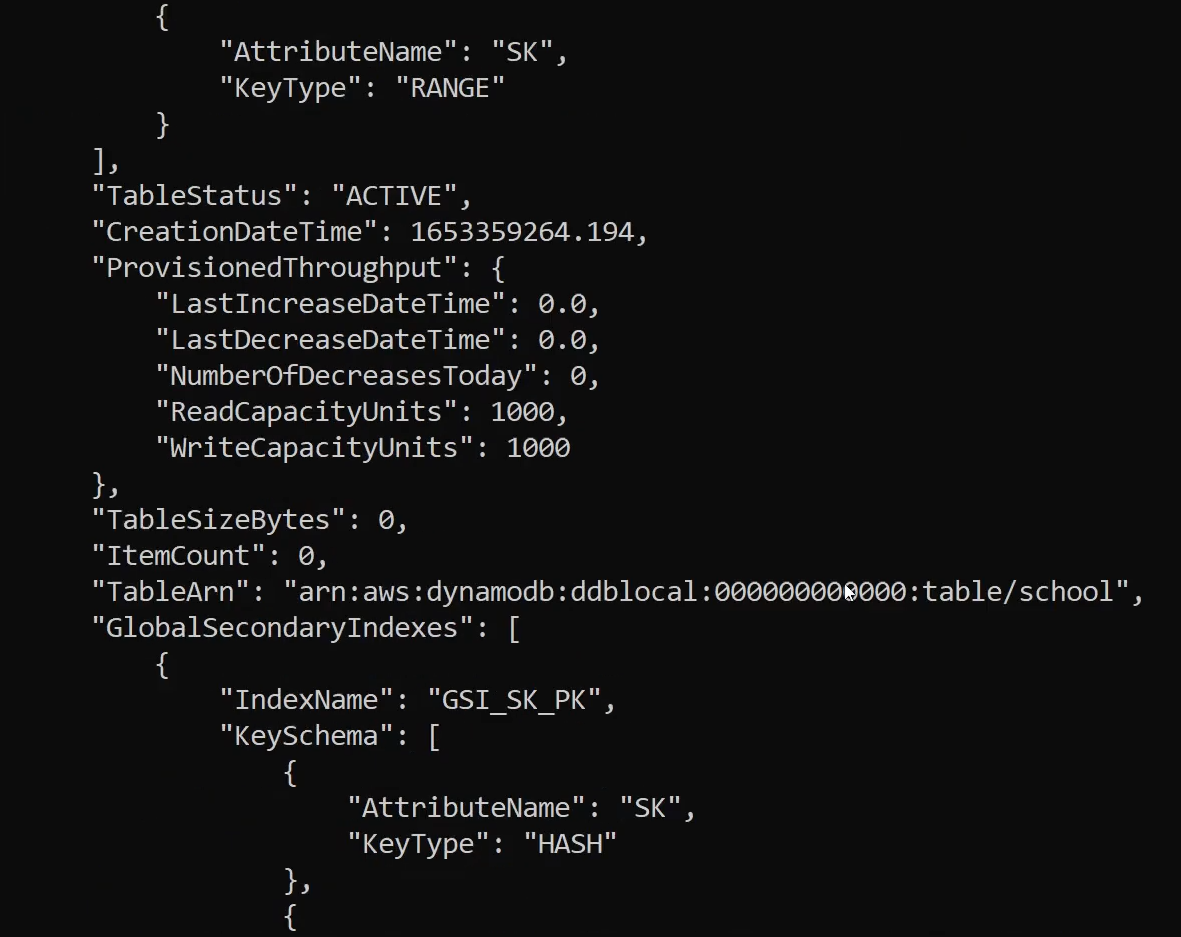 {
"AttributeName": "SK",
"KeyType": "RANGE"
}
],
"TableStatus": "ACTIVE",
"CreationDateTime": 1653359264.194,
"ProvisionedThroughput": {
"LastIncreaseDateTime": 0.0,
"LastDecreaseDateTime": 0.0,
"NumberOfDecreasesToday": 0,
"ReadCapacityUnits": 1000,
"WriteCapacityUnits": 1000
},
"TableSizeBytes": 0,
"ItemCount": 0,
"TableArn": "arn:aws:dynamodb:ddblocal:000000000000:table/school",
"GlobalSecondaryIndexes": [
{
"IndexName": "GSI_SK_PK",
"KeySchema": [
{
"AttributeName": "SK",
"KeyType": "HASH"
},
{